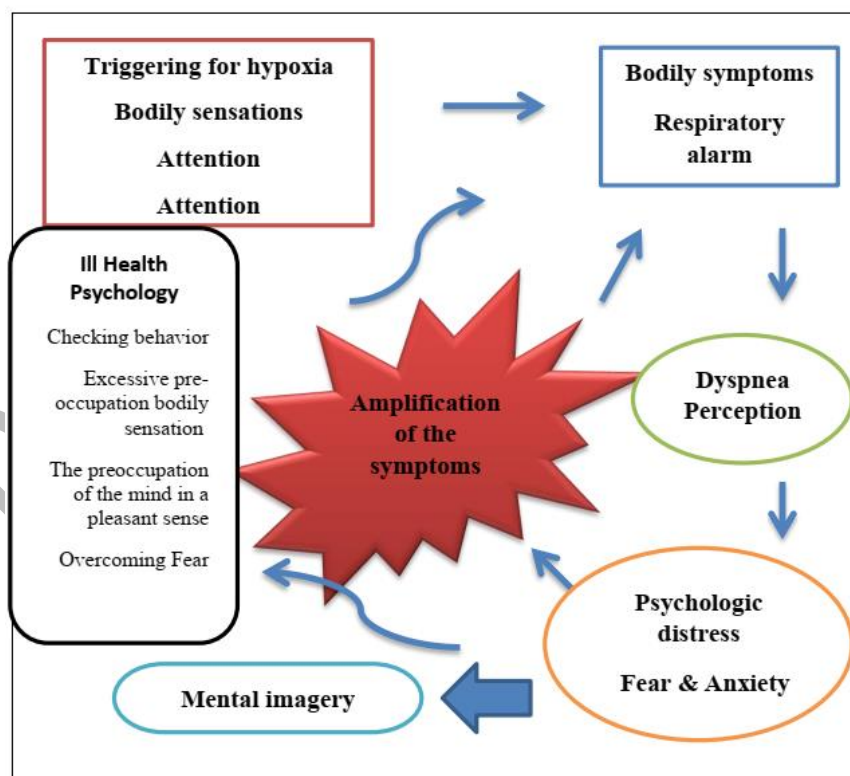 Triggering for hypoxia
Bodily sensations
Attention
Attention
Bodily symptoms
Respiratory
alarm
Ill Health
Psychology
Checking behavior
Excessive pre-
occupation bodily
sensation
The preoccupation
of the mind in a
pleasant sense
Overcoming Fear
Amplification
of the
symptoms
Dyspnea
Perception
Psychologic
distress
Fear & Anxiety
Mental imagery